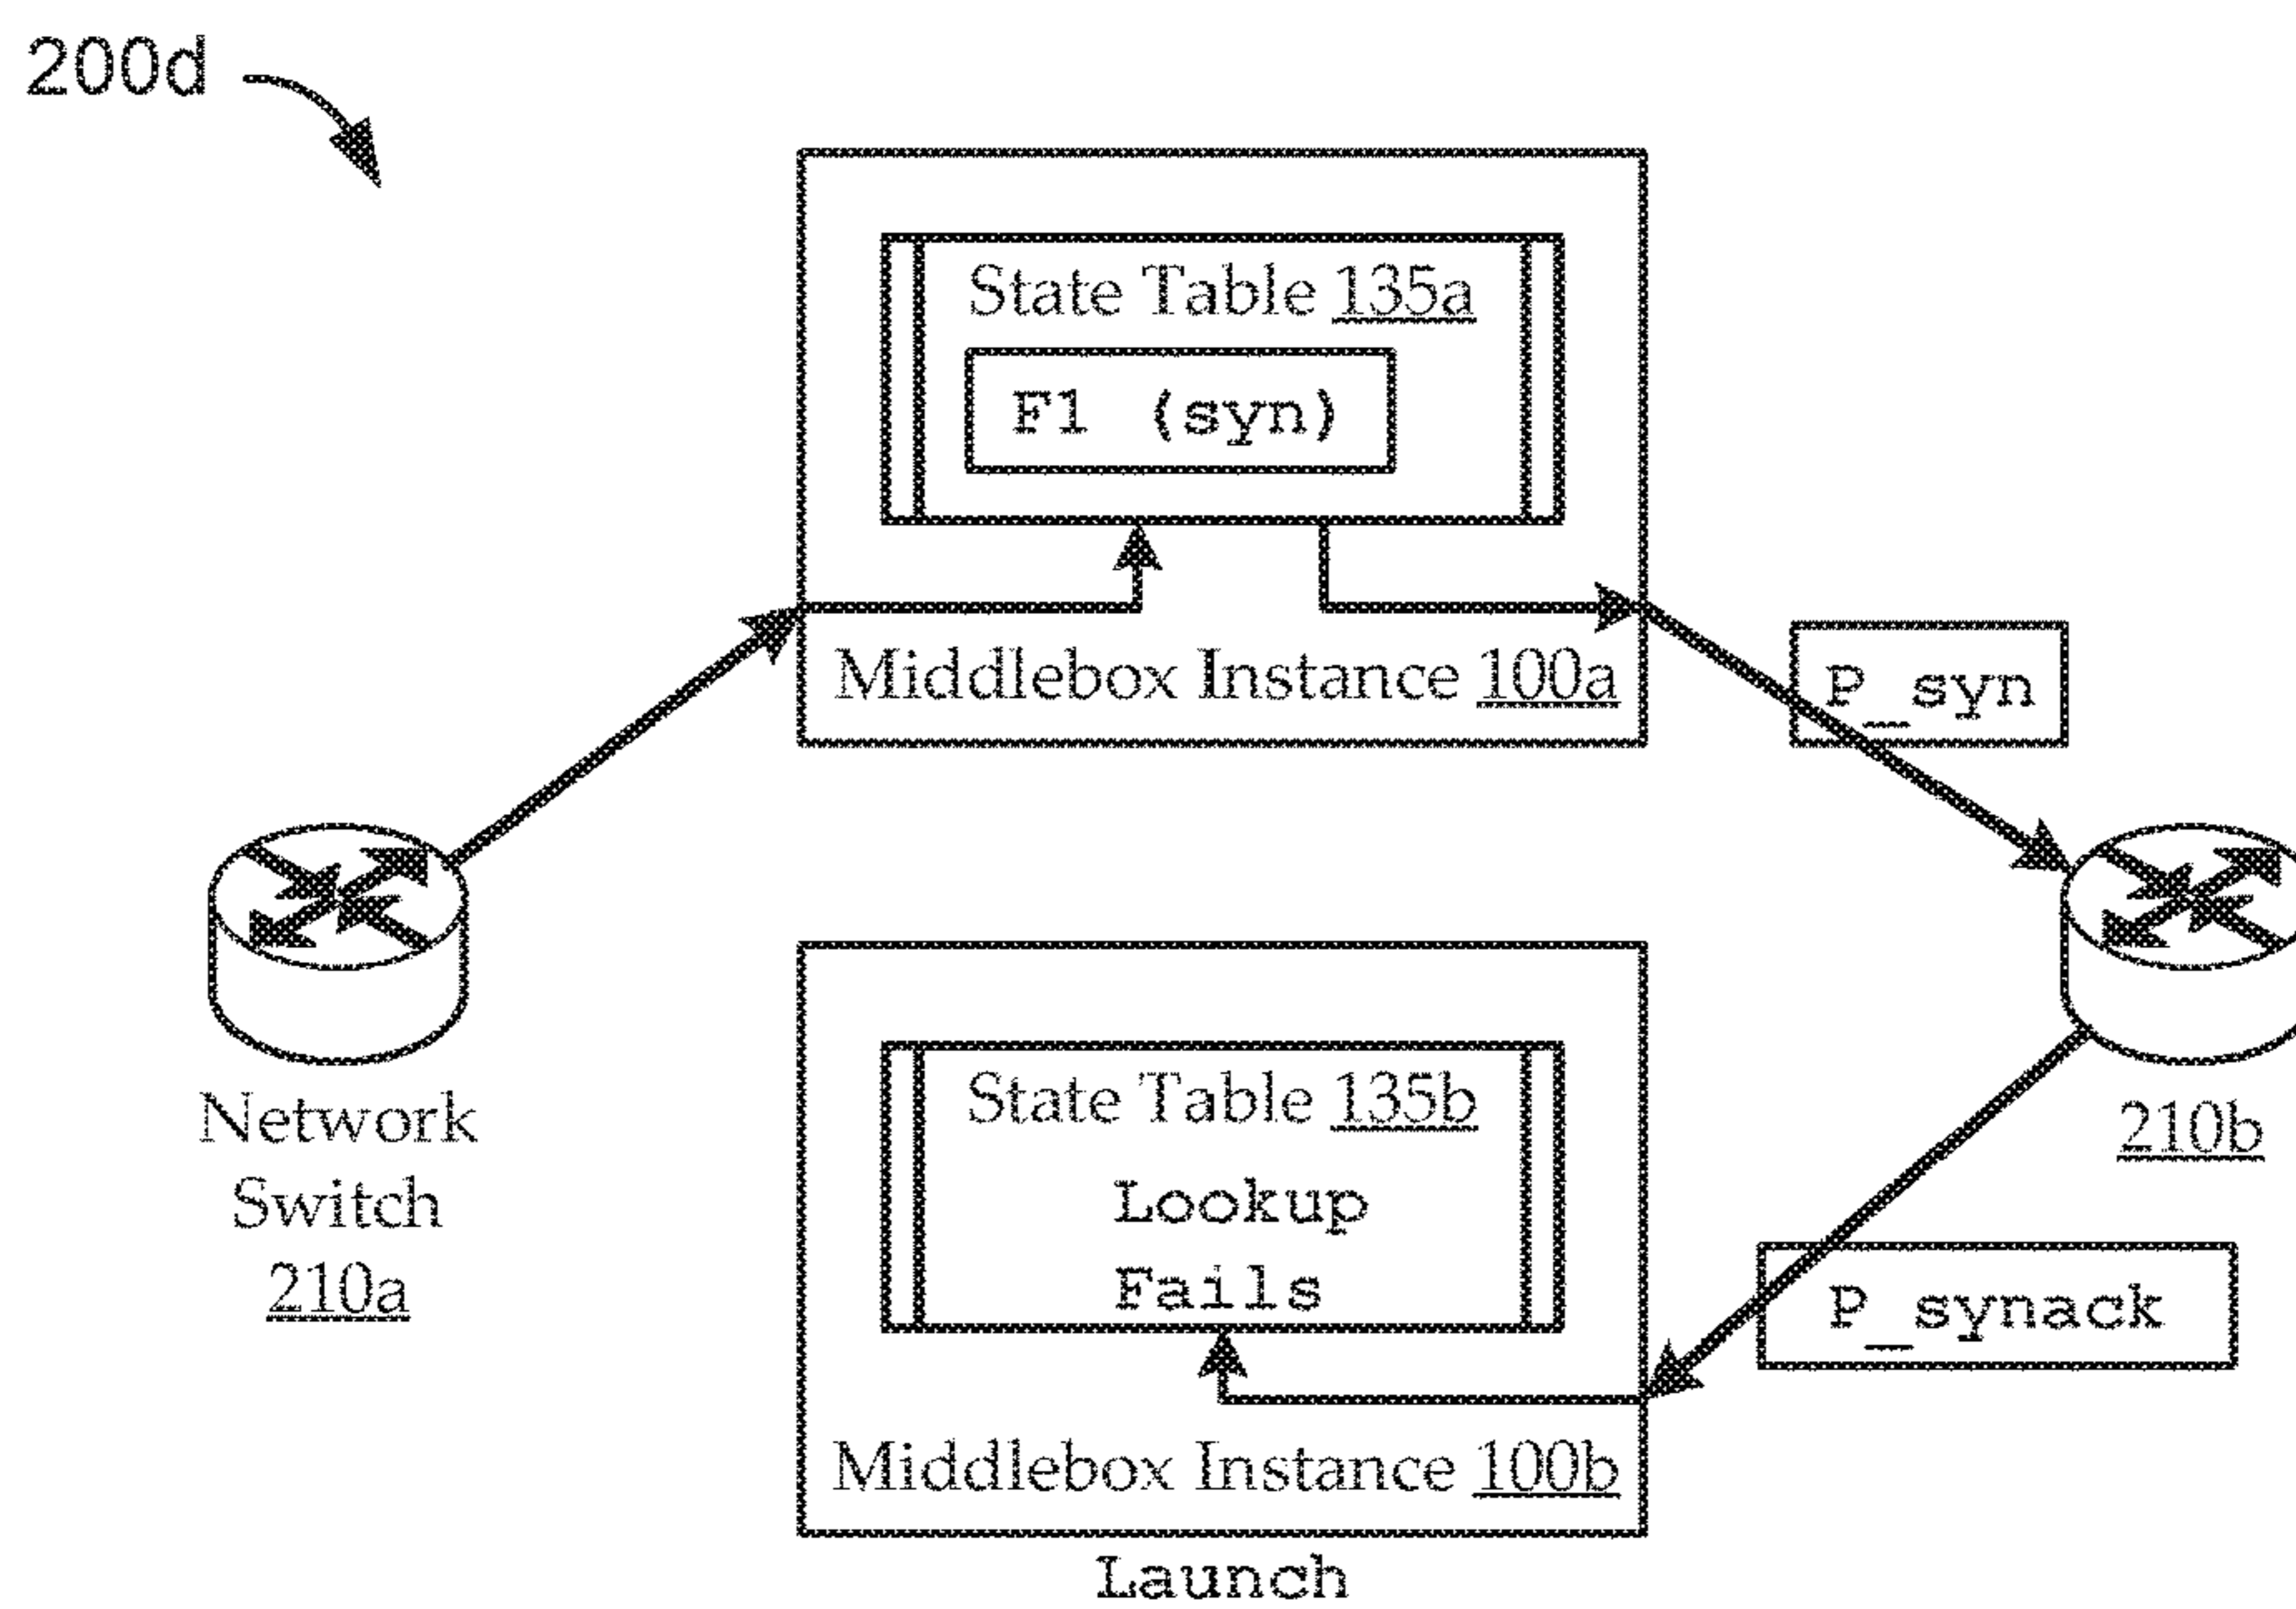 200d
State Table 135a
F1 (syn)
Middlebox Instance 100a
P_syn
Network
Switch
210a
210b
State Table 135b
Lookup
Fails
P_synack
Middlebox Instance 100b
Launch